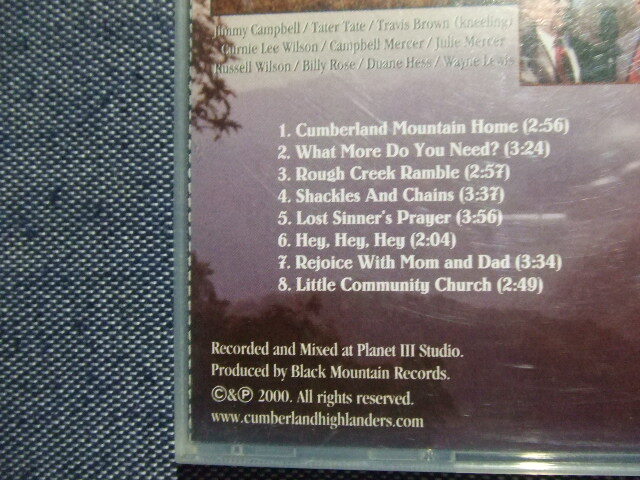 Jimmy Campbell / Tater Tate / Travis Brown (kneeling)
Curnie Lee Wilson / Campbell Mercer / Julie Mercer
Russell Wilson / Billy Rose / Duane Hess / Wayne Lewis
1. Cumberland Mountain Home (2:56)
2. What More Do You Need? (3:24)
3. Rough Creek Ramble (2:57)
4. Shackles And Chains (3:37)
5. Lost Sinner's Prayer (3:56)
6. Hey, Hey, Hey (2:04)
7. Rejoice With Mom and Dad (3:34)
8. Little Community Church (2:49)
Recorded and Mixed at Planet III Studio.
Produced by Black Mountain Records.
©&℗ 2000. All rights reserved.
www.cumberlandhighlanders.com